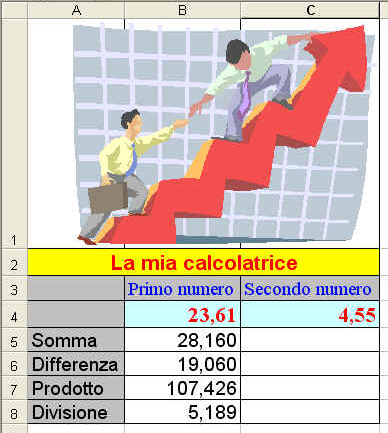 A B C
1
2 La mia calcolatrice
3 Primo numero Secondo numero
4 23,61 4,55
5 Somma 28,160
6 Differenza 19,060
7 Prodotto 107,426
8 Divisione 5,189